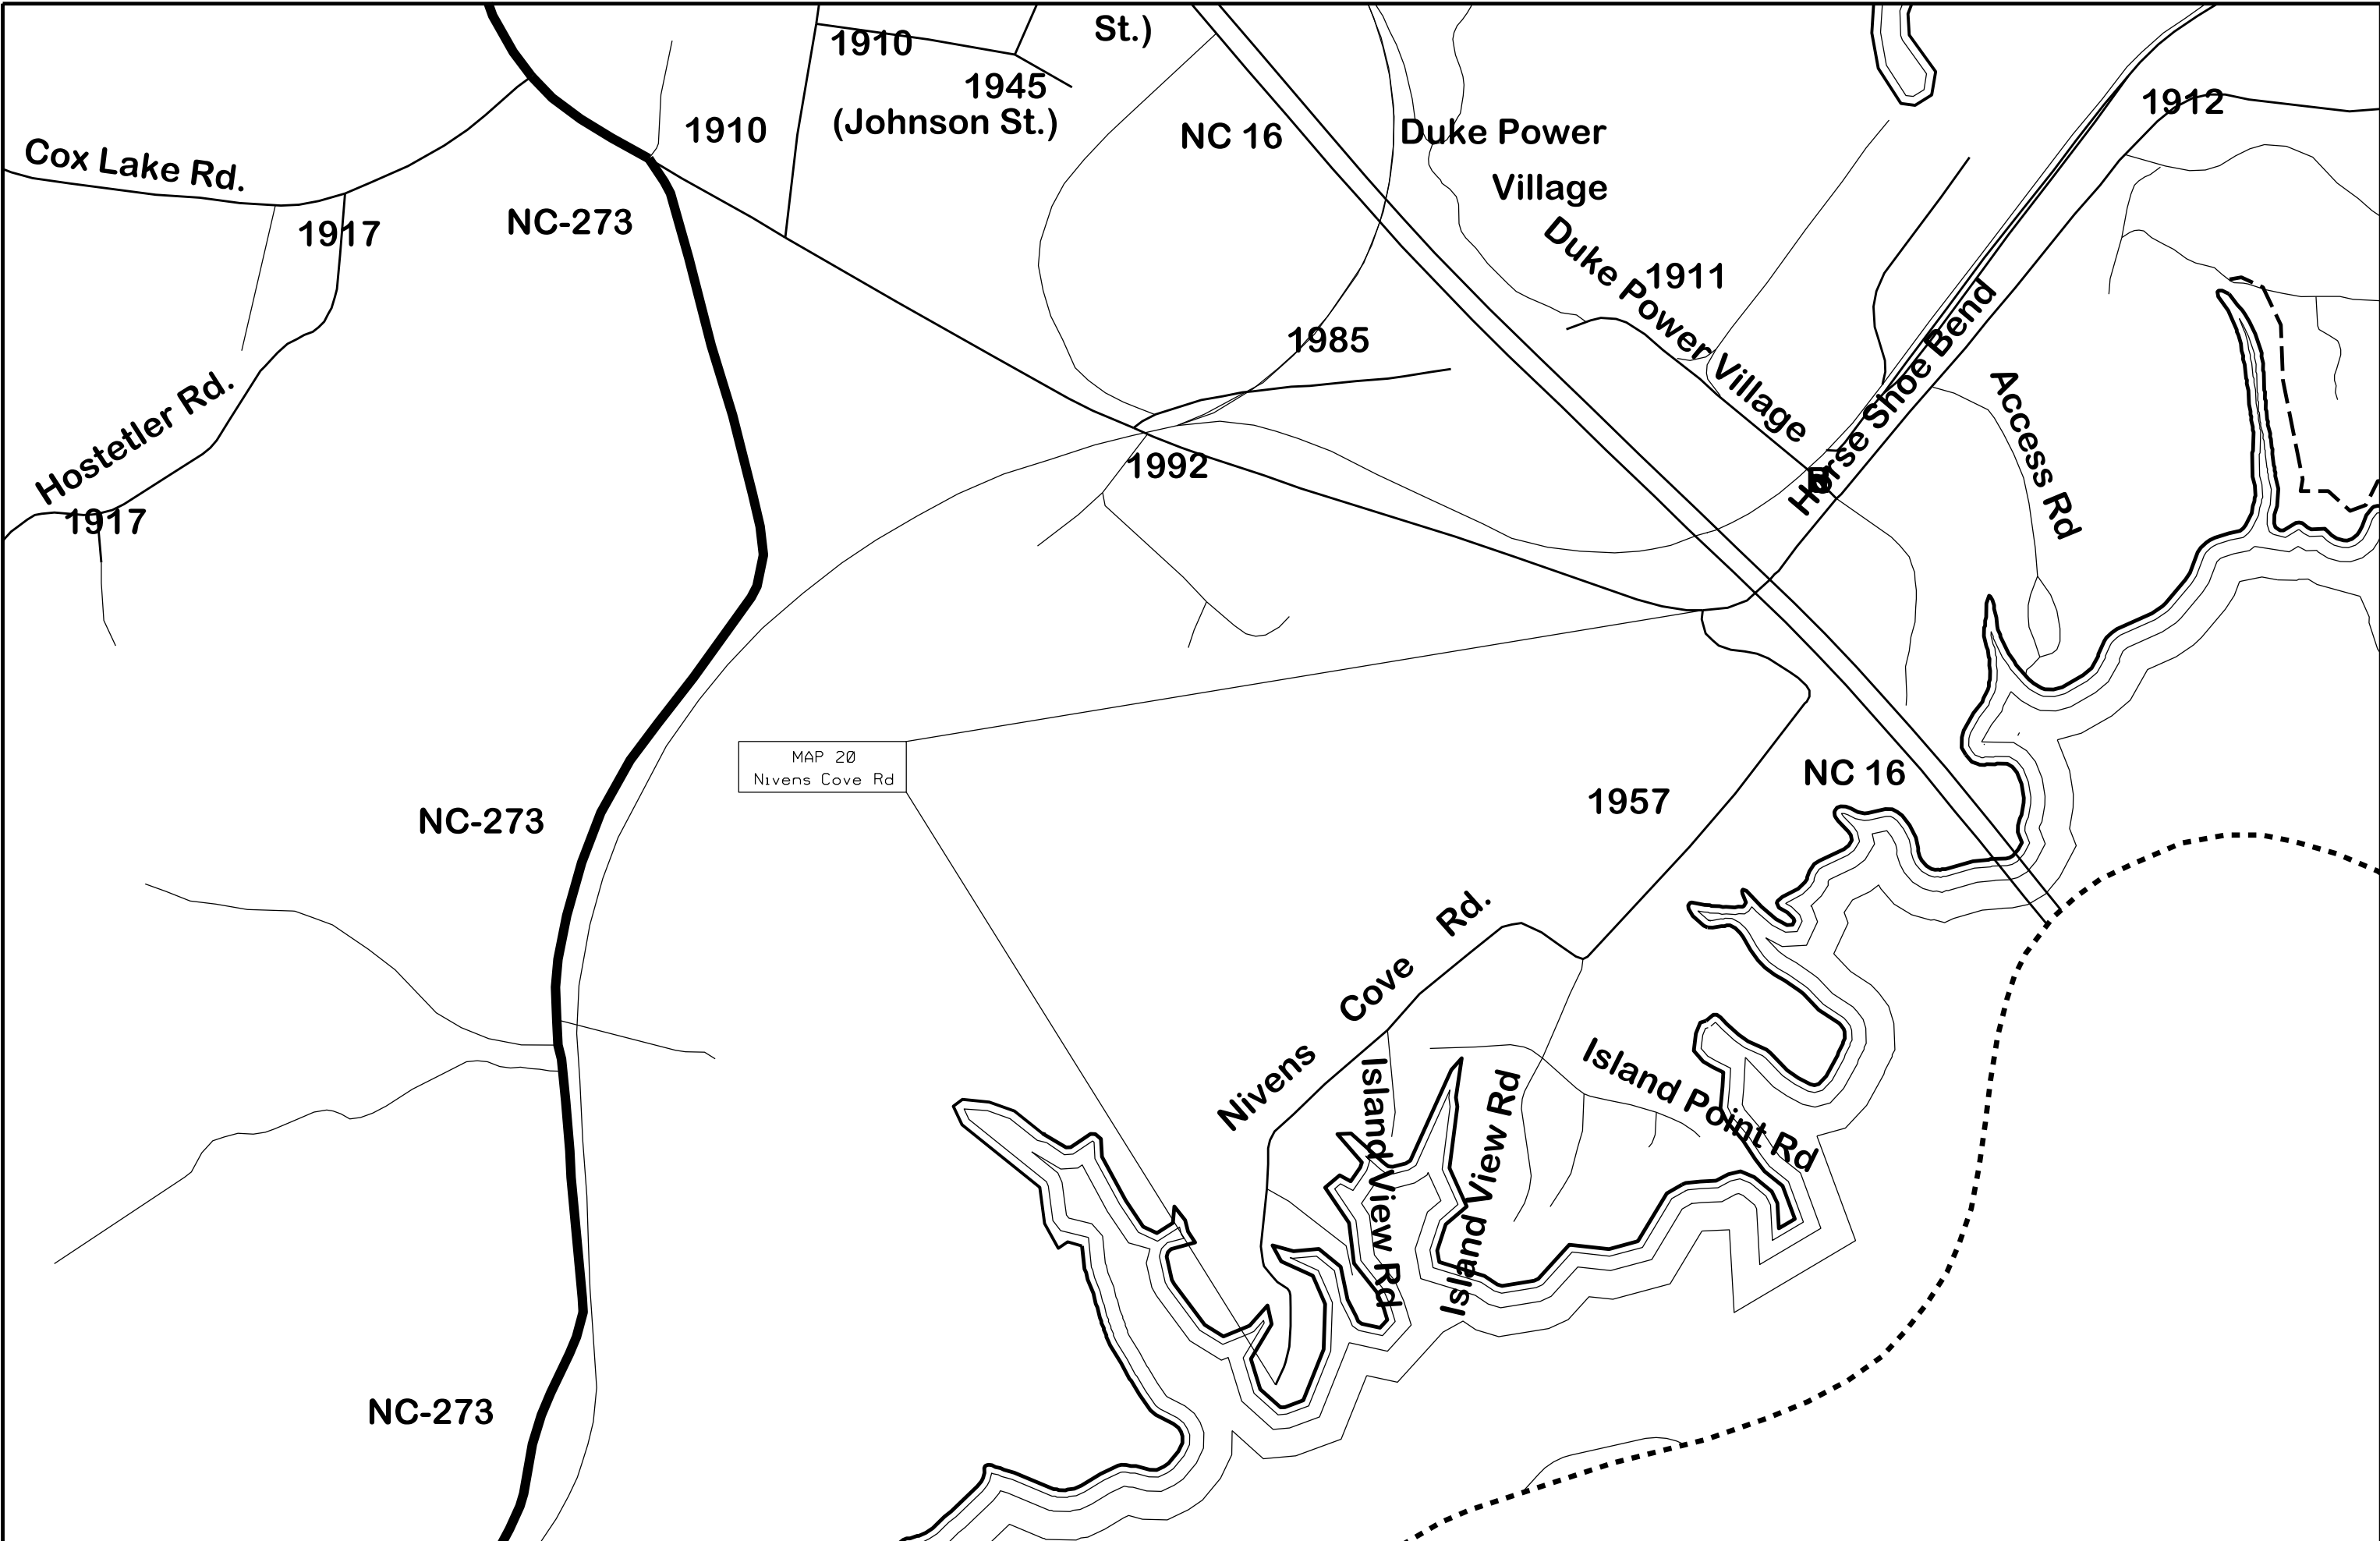 St.)
1910
1945
(Johnson St.)
1910
NC 16
Duke Power
Village
1912
Cox Lake Rd.
NC-273
1917
Duke Power Village
1911
Horse Shoe Bend
1985
Access Rd
Hostetler Rd.
1992
1917
MAP 20
Nivens Cove Rd
NC 16
1957
NC-273
Nivens Cove Rd.
Island View Rd
Island View Rd
Island Point Rd
NC-273